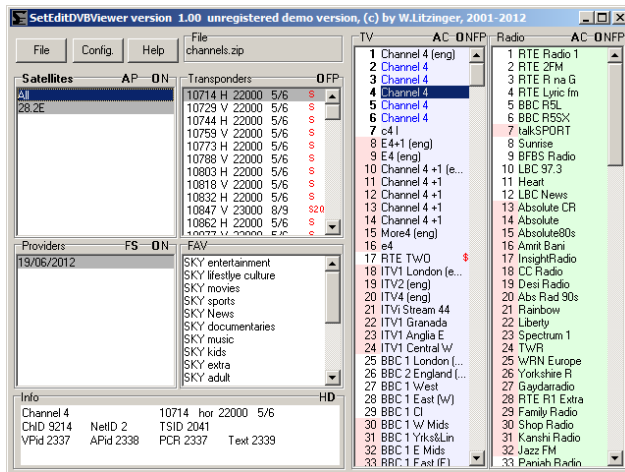 SetEditDVBViewer version 1.00 unregistered demo version, (c) by W.Litzinger, 2001-2012
File Config. Help
File
channels.zip
Satellites AP ON
All
28.2E
Transponders OFP
10714 H 22000 5/6 S
10729 V 22000 5/6 S
10744 H 22000 5/6 S
10759 V 22000 5/6 S
10773 H 22000 5/6 S
10788 V 22000 5/6 S
10803 H 22000 5/6 S
10818 V 22000 5/6 S
10832 H 22000 5/6 S
10847 V 23000 8/9 S20
10862 H 22000 5/6 S
10877 V 22000 5/6 S
Providers FS ON
19/06/2012
FAV
SKY entertainment
SKY lifestlye culture
SKY movies
SKY sports
SKY News
SKY documentaries
SKY music
SKY kids
SKY extra
SKY adult
Info HD
Channel 4 10714 hor 22000 5/6
ChID 9214 NetID 2 TSID 2041
VPid 2337 APid 2338 PCR 2337 Text 2339
TV AC ONFP
1 Channel 4 (eng)
2 Channel 4
3 Channel 4
4 Channel 4
5 Channel 4
6 Channel 4
7 c4 I
8 E4+1 (eng)
9 E4 (eng)
10 Channel 4 +1 (e...
11 Channel 4 +1
12 Channel 4 +1
13 Channel 4 +1
14 Channel 4 +1
15 More4 (eng)
16 e4
17 RTE TWO $
18 ITV1 London (e...
19 ITV2 (eng)
20 ITV4 (eng)
21 ITVi Stream 44
22 ITV1 Granada
23 ITV1 Anglia E
24 ITV1 Central W
25 BBC 1 London (...
26 BBC 2 England (...
27 BBC 1 West
28 BBC 1 East (W)
29 BBC 1 CI
30 BBC 1 W Mids
31 BBC 1 Yrks&Lin
32 BBC 1 E Mids
33 BBC 1 East (E)
Radio AC ONFP
1 RTE Radio 1
2 RTE 2FM
3 RTE R na G
4 RTE Lyric fm
5 BBC R5L
6 BBC R5SX
7 talkSPORT
8 Sunrise
9 BFBS Radio
10 LBC 97.3
11 Heart
12 LBC News
13 Absolute CR
14 Absolute
15 Absolute80s
16 Amrit Bani
17 InsightRadio
18 CC Radio
19 Desi Radio
20 Abs Rad 90s
21 Rainbow
22 Liberty
23 Spectrum 1
24 TWR
25 WRN Europe
26 Yorkshire R
27 Gaydarradio
28 RTE R1 Extra
29 Family Radio
30 Shop Radio
31 Kanshi Radio
32 Jazz FM
33 Panjab Radio